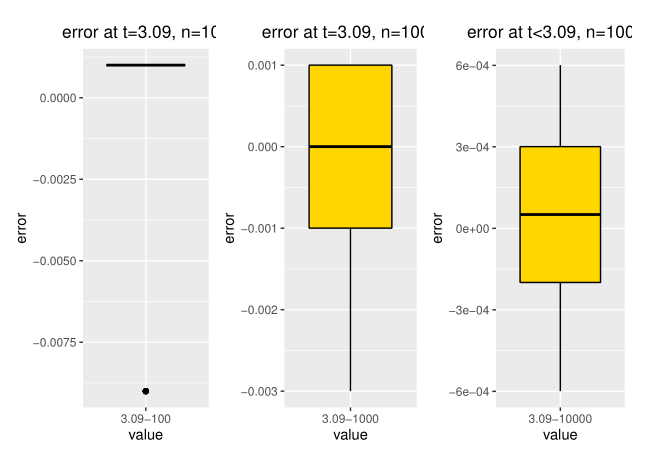 error at t=3.09, n=10
error
0.0000
−0.0025
−0.0050
−0.0075
3.09−100
value
error at t=3.09, n=100
error
0.001
0.000
−0.001
−0.002
−0.003
3.09−1000
value
error at t<3.09, n=100
error
6e−04
3e−04
0e+00
−3e−04
−6e−04
3.09−10000
value